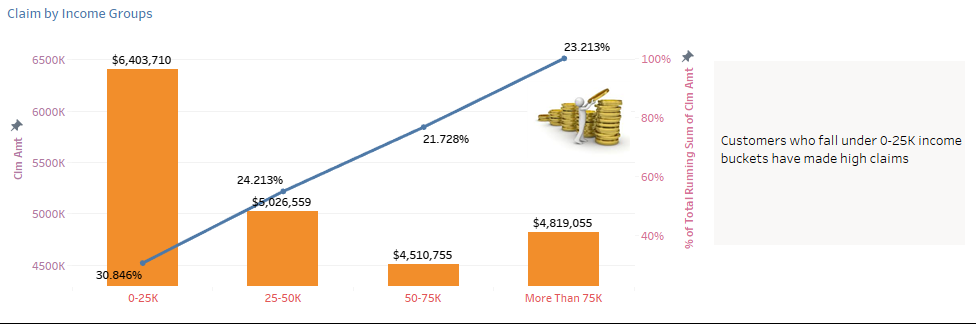 Claim by Income Groups
6500K
6000K
5500K
5000K
4500K
Clm Amt
$6,403,710
$5,026,559
$4,510,755
$4,819,055
30.846%
24.213%
21.728%
23.213%
0-25K
25-50K
50-75K
More Than 75K
100%
80%
60%
40%
% of Total Running Sum of Clm Amt
Customers who fall under 0-25K income
buckets have made high claims